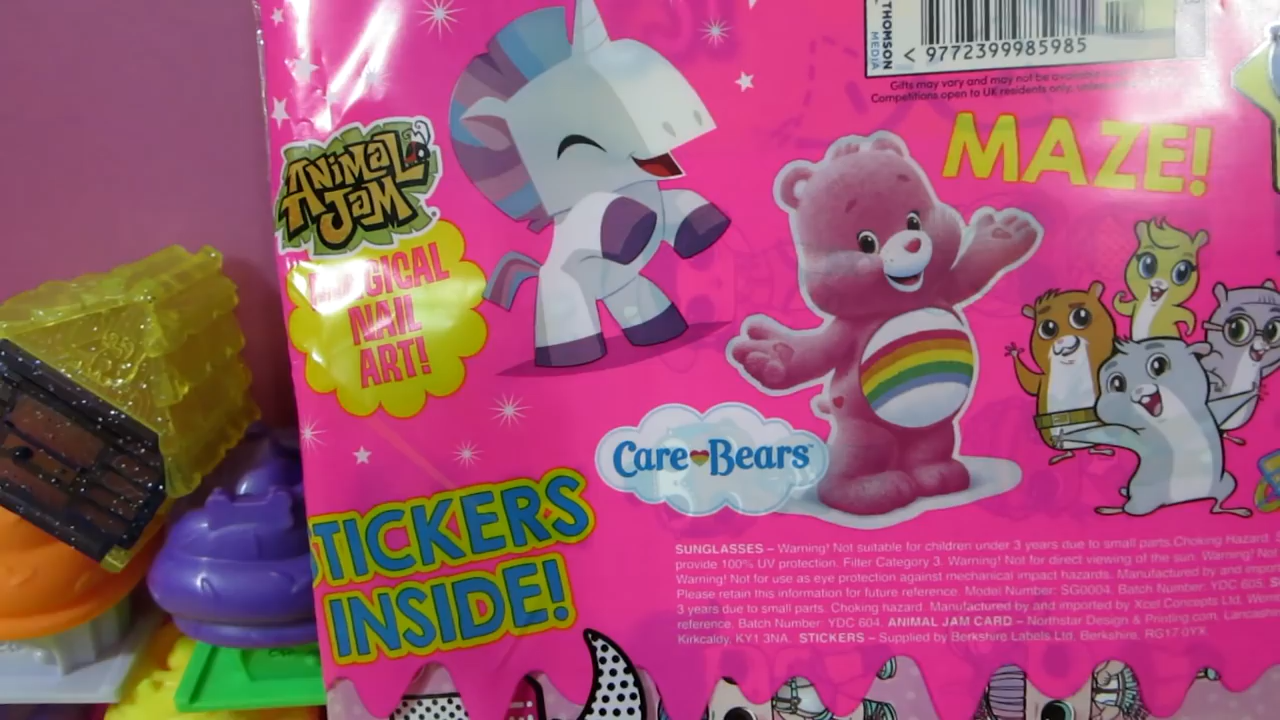 THOMSON
MEDIA
< 9772399985985
Gifts may vary and may not be
Competitions open to UK residents only,
MAZE!
ANIMAL
JAM
MAGICAL
NAIL
ART!
Care Bears
STICKERS
INSIDE!
SUNGLASSES – Warning! Not suitable for children under 3 years due to small parts. Choking Hazard.
provide 100% UV protection. Filter Category 3. Warning! Not for direct viewing of the sun. Warning! Not
Warning! Not for use as eye protection against mechanical impact hazards. Manufactured by and
Please retain this information for future reference. Model Number: SG0004. Batch Number: YDC 605.
3 years due to small parts. Choking hazard. Manufactured by and imported by Xcel Concepts Ltd,
reference. Batch Number: YDC 604. ANIMAL JAM CARD – Northstar Design & Printing.com,
Kirkcaldy, KY1 3NA. STICKERS – Supplied by Berkshire Labels Ltd, Berkshire, RG17 0YX